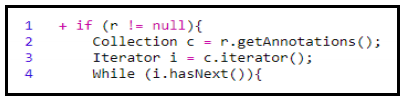 1 + if (r != null){
2 Collection c = r.getAnnotations();
3 Iterator i = c.iterator();
4 While (i.hasNext()){